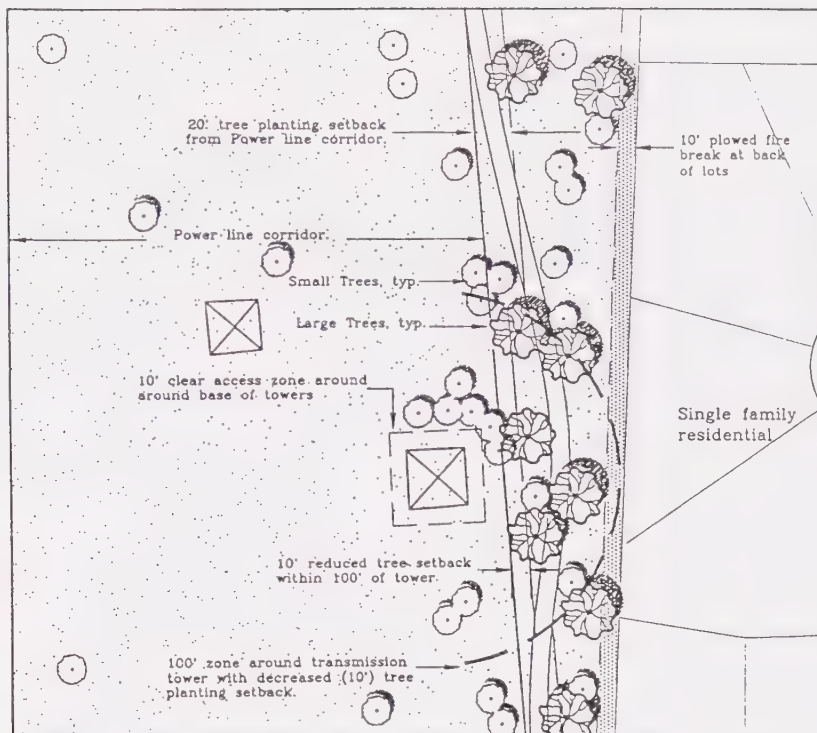 20' tree planting setback
from Power line corridor.
10' plowed fire
break at back
of lots
Power line corridor.
Small Trees, typ.
Large Trees, typ.
10' clear access zone around
around base of towers
Single family
residential
10' reduced tree setback
within 100' of tower.
100' zone around transmission
tower with decreased (10') tree
planting setback.